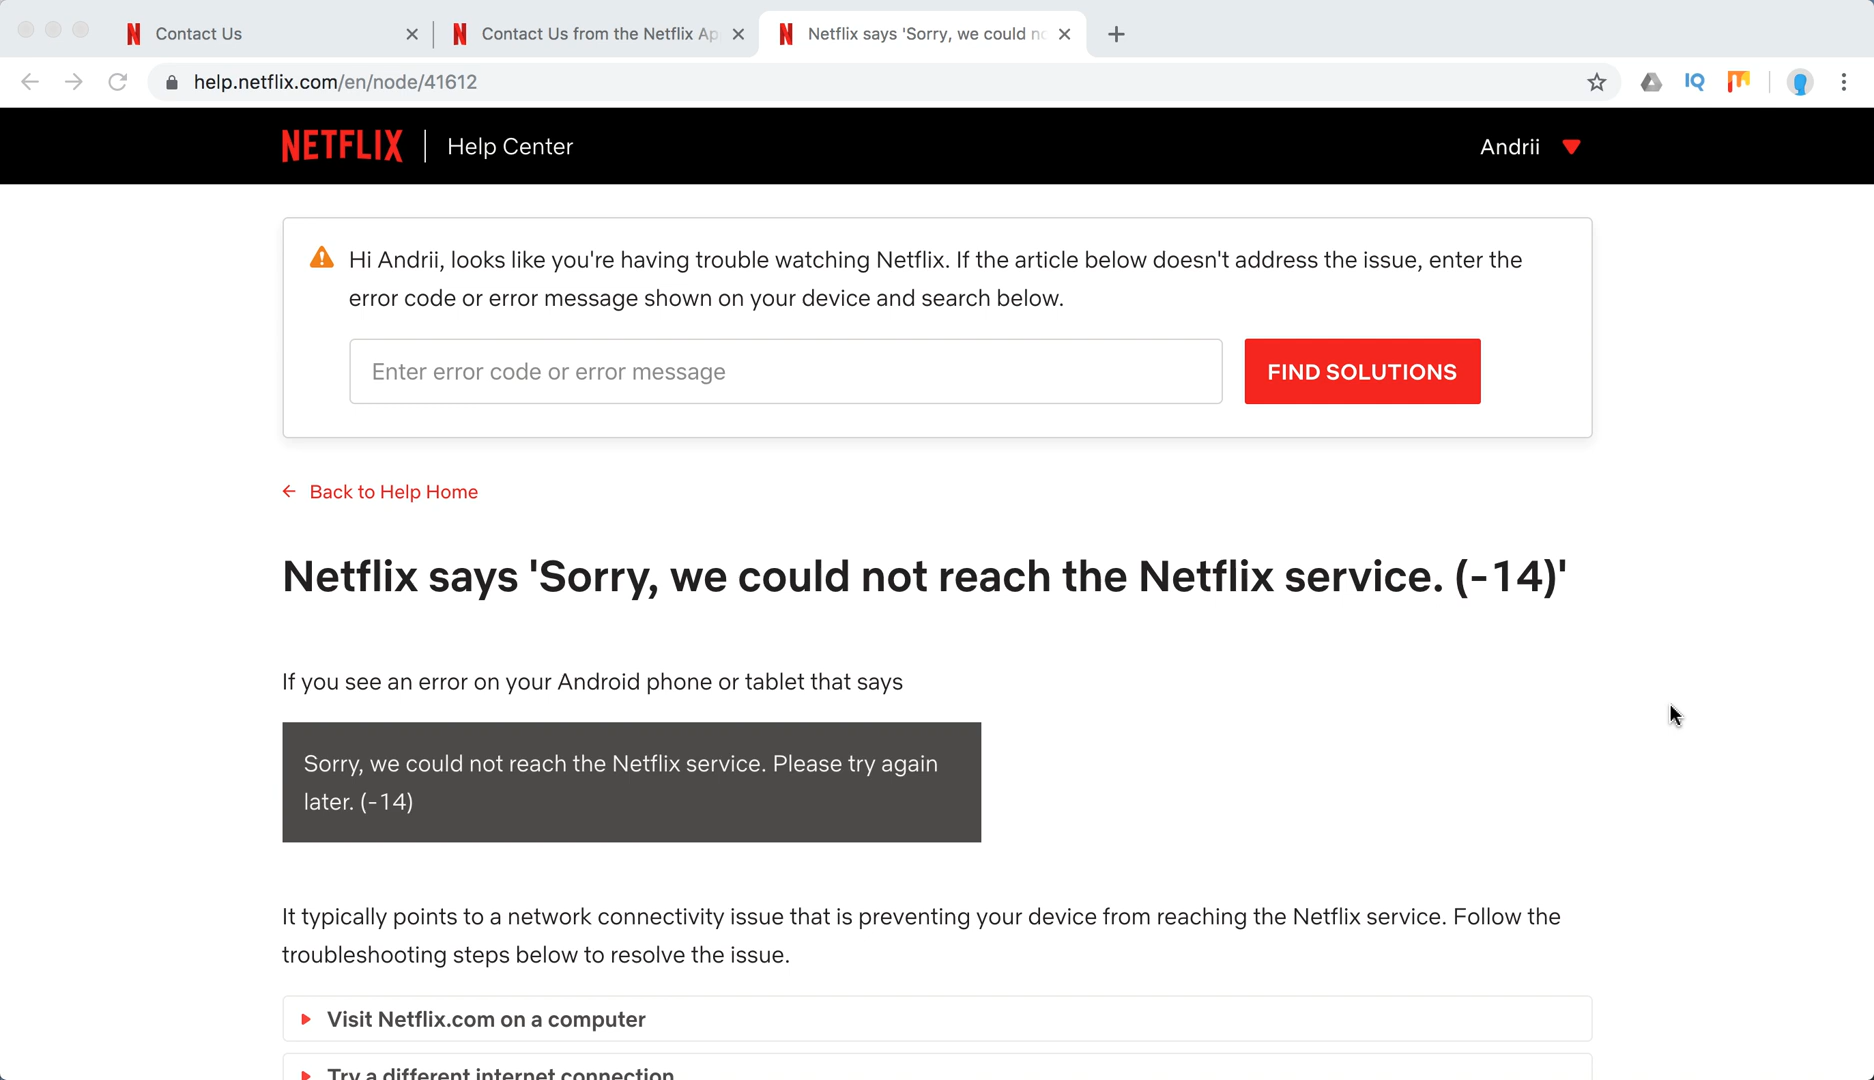 Contact Us
Contact Us from the Netflix Ap
Netflix says 'Sorry, we could no
help.netflix.com/en/node/41612
IQ
NETFLIX
Help Center
Andrii
Hi Andrii, looks like you're having trouble watching Netflix. If the article below doesn't address the issue, enter the
error code or error message shown on your device and search below.
Enter error code or error message
FIND SOLUTIONS
Back to Help Home
Netflix says 'Sorry, we could not reach the Netflix service. (-14)'
If you see an error on your Android phone or tablet that says
Sorry, we could not reach the Netflix service. Please try again
later. (-14)
It typically points to a network connectivity issue that is preventing your device from reaching the Netflix service. Follow the
troubleshooting steps below to resolve the issue.
Visit Netflix.com on a computer
Try a different internet connection